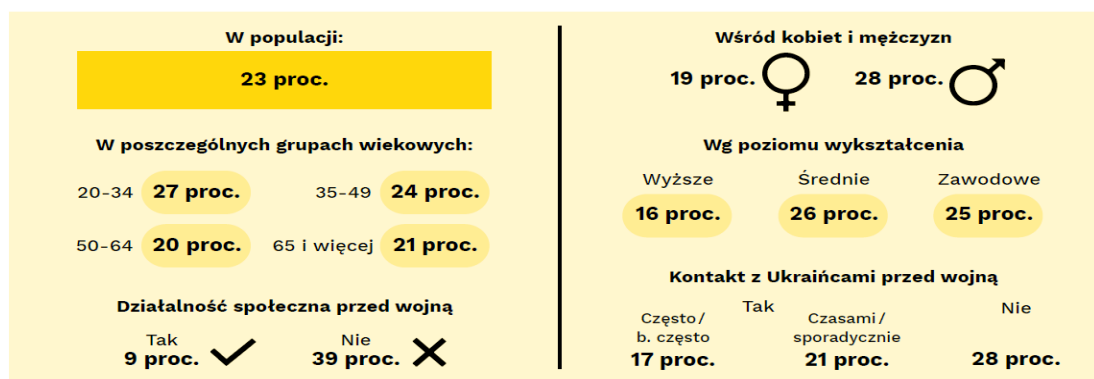 W populacji:
23 proc.
W poszczególnych grupach wiekowych:
20-34 27 proc. 35-49 24 proc.
50-64 20 proc. 65 i więcej 21 proc.
Działalność społeczna przed wojną
Tak Nie
9 proc. 39 proc.
Wśród kobiet i mężczyzn
19 proc. 28 proc.
Wg poziomu wykształcenia
Wyższe Średnie Zawodowe
16 proc. 26 proc. 25 proc.
Kontakt z Ukraińcami przed wojną
Tak Nie
Często/ Czasami/
b. często sporadycznie
17 proc. 21 proc. 28 proc.